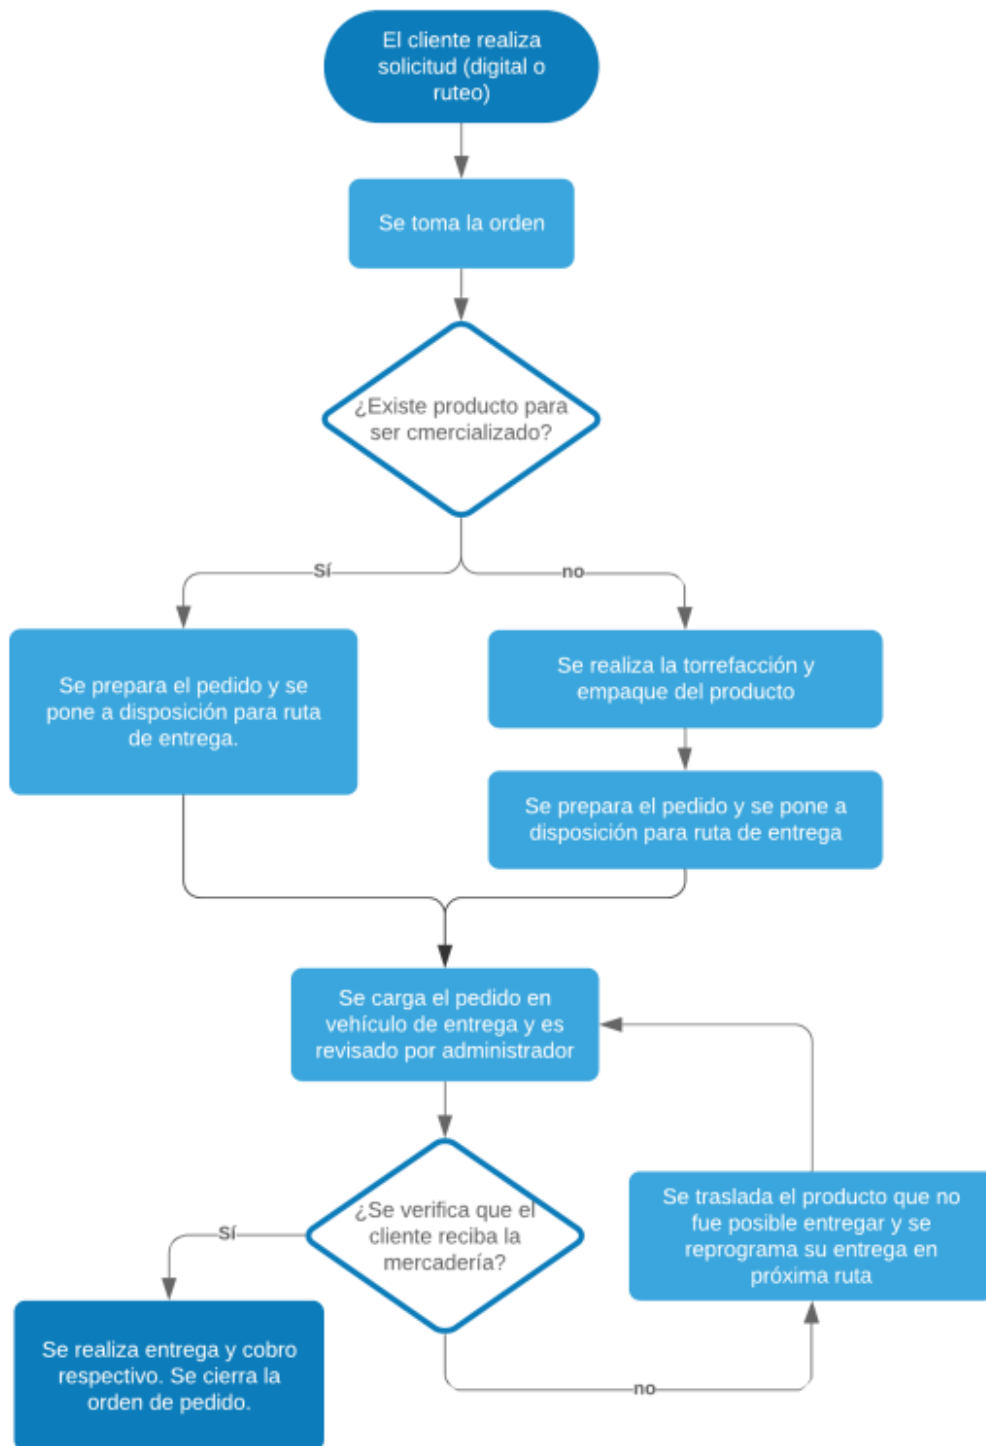 El cliente realiza
solicitud (digital o
ruteo)
Se toma la orden
¿Existe producto para
ser cmercializado?
Sí
no
Se prepara el pedido y se
pone a disposición para ruta
de entrega.
Se realiza la torrefacción y
empaque del producto
Se prepara el pedido y se pone a
disposición para ruta de entrega
Se carga el pedido en
vehículo de entrega y es
revisado por administrador
¿Se verifica que el
cliente reciba la
mercadería?
Sí
no
Se traslada el producto que no
fue posible entregar y se
reprograma su entrega en
próxima ruta
Se realiza entrega y cobro
respectivo. Se cierra la
orden de pedido.